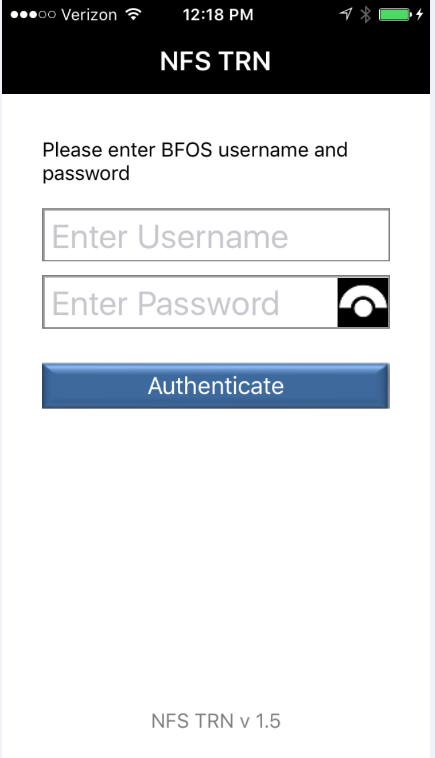 Verizon 12:18 PM
NFS TRN
Please enter BFOS username and
password
Enter Username
Enter Password
Authenticate
NFS TRN v 1.5